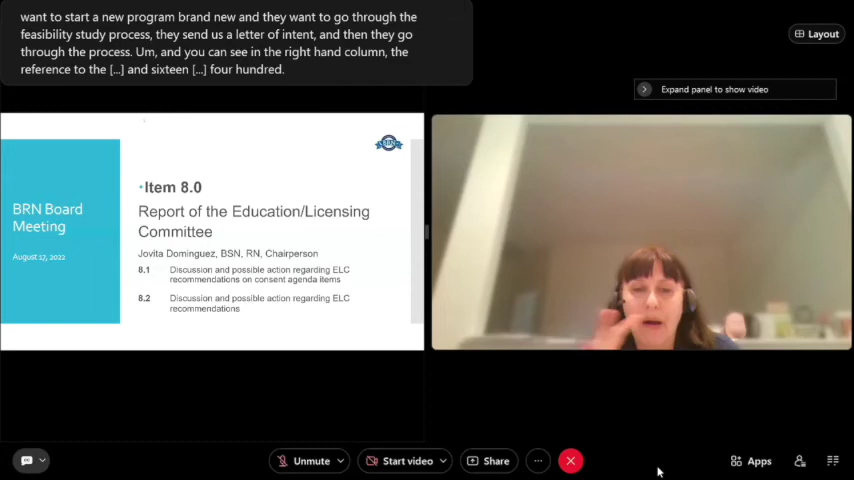 want to start a new program brand new and they want to go through the
feasibility study process, they send us a letter of intent, and then they go
through the process. Um, and you can see in the right hand column, the
reference to the [...] and sixteen [...] four hundred.
Layout
Expand panel to show video
BRN
BRN Board
Meeting
August 17, 2022
•Item 8.0
Report of the Education/Licensing
Committee
Jovita Dominguez, BSN, RN, Chairperson
8.1 Discussion and possible action regarding ELC
recommendations on consent agenda items
8.2 Discussion and possible action regarding ELC
recommendations
Unmute
Start video
Share
Apps